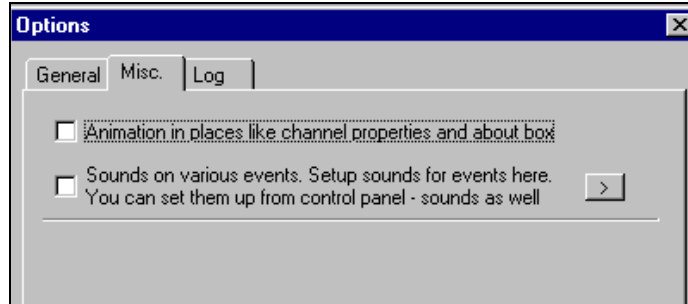 Options
General
Misc.
Log
Animation in places like channel properties and about box
Sounds on various events. Setup sounds for events here.
You can set them up from control panel - sounds as well
>